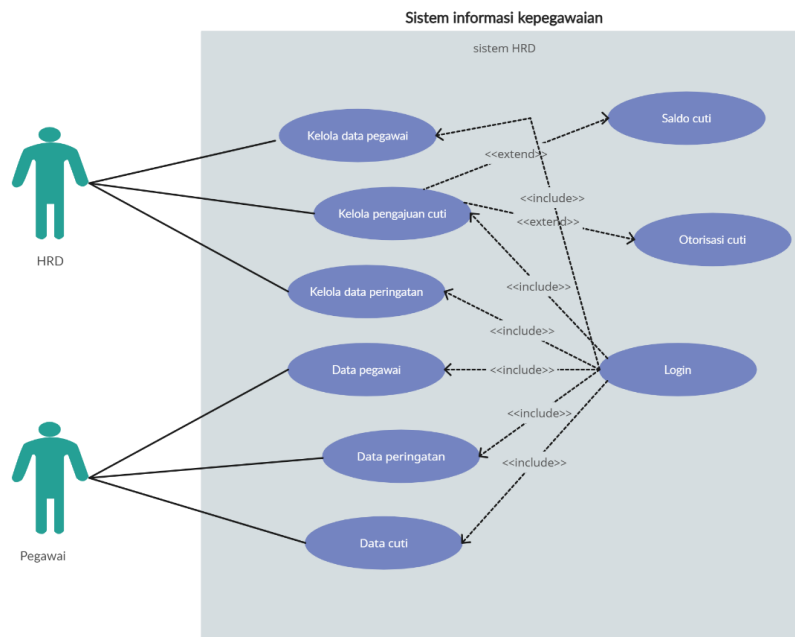 Sistem informasi kepegawaian
sistem HRD
Kelola data pegawai
Saldo cuti
<<extend>>
<<include>>
Kelola pengajuan cuti
<<extend>>
Otorisasi cuti
HRD
Kelola data peringatan
<<include>>
<<include>>
Data pegawai
<<include>>
Login
<<include>>
Data peringatan
<<include>>
Data cuti
Pegawai